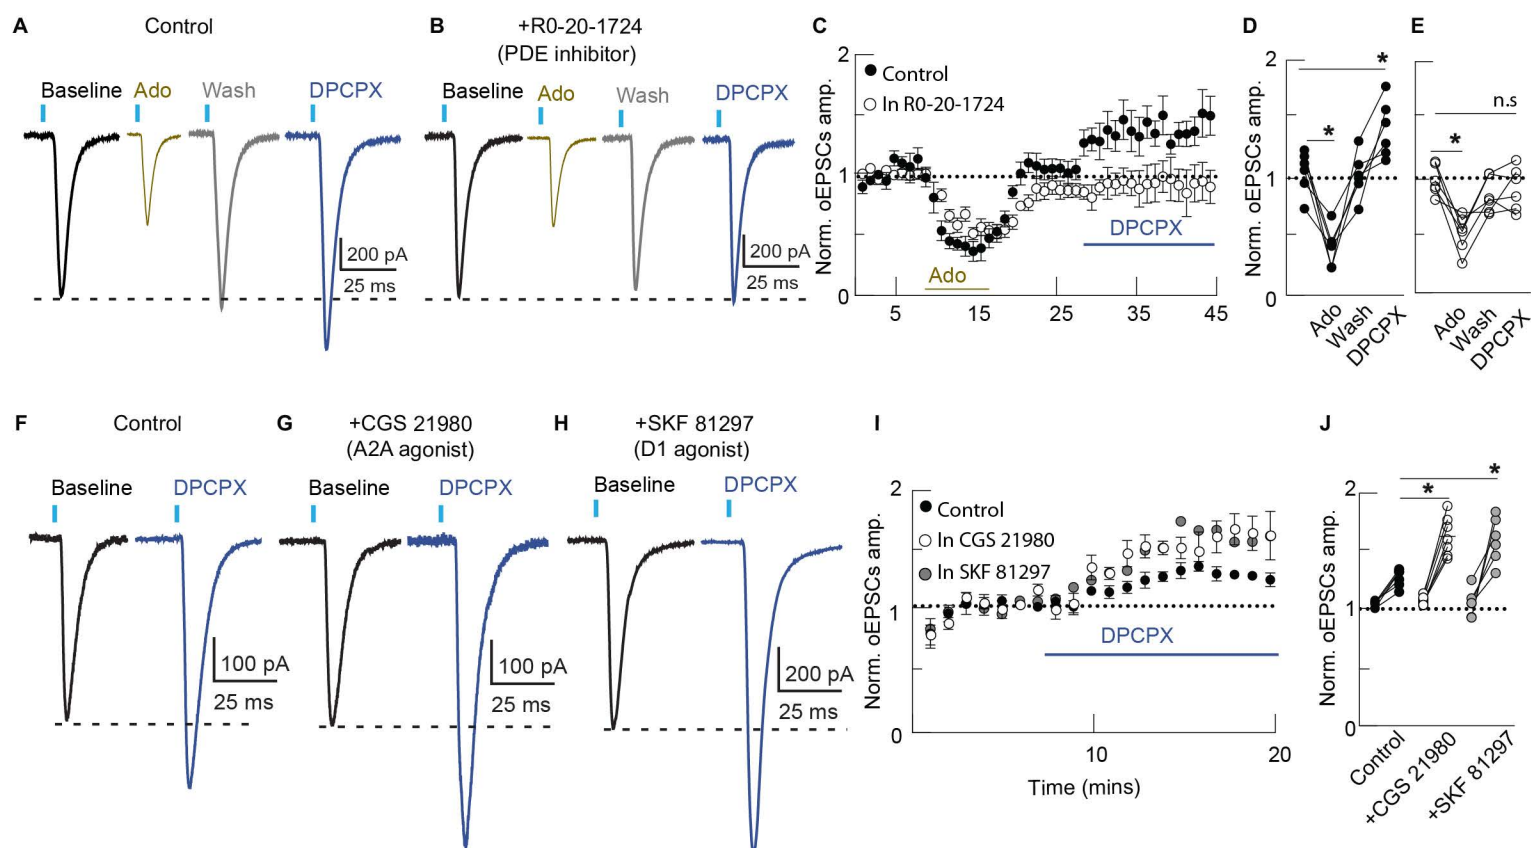 A
Control
B
+R0-20-1724
(PDE inhibitor)
Baseline
Ado
Wash
DPCPX
Baseline
Ado
Wash
DPCPX
200 pA
25 ms
200 pA
25 ms
C
2
Control
In R0-20-1724
1
Norm. oEPSCs amp.
DPCPX
Ado
0
5
15
25
35
45
D
2
*
*
1
0
Ado
Wash
DPCPX
E
n.s
*
Ado
Wash
DPCPX
F
Control
G
+CGS 21980
(A2A agonist)
H
+SKF 81297
(D1 agonist)
Baseline
DPCPX
Baseline
DPCPX
Baseline
DPCPX
100 pA
25 ms
100 pA
25 ms
200 pA
25 ms
I
2
Control
In CGS 21980
In SKF 81297
1
Norm. oEPSCs amp.
DPCPX
0
10
20
Time (mins)
J
2
*
*
1
Norm. oEPSCs amp.
0
Control
+CGS 21980
+SKF 81297